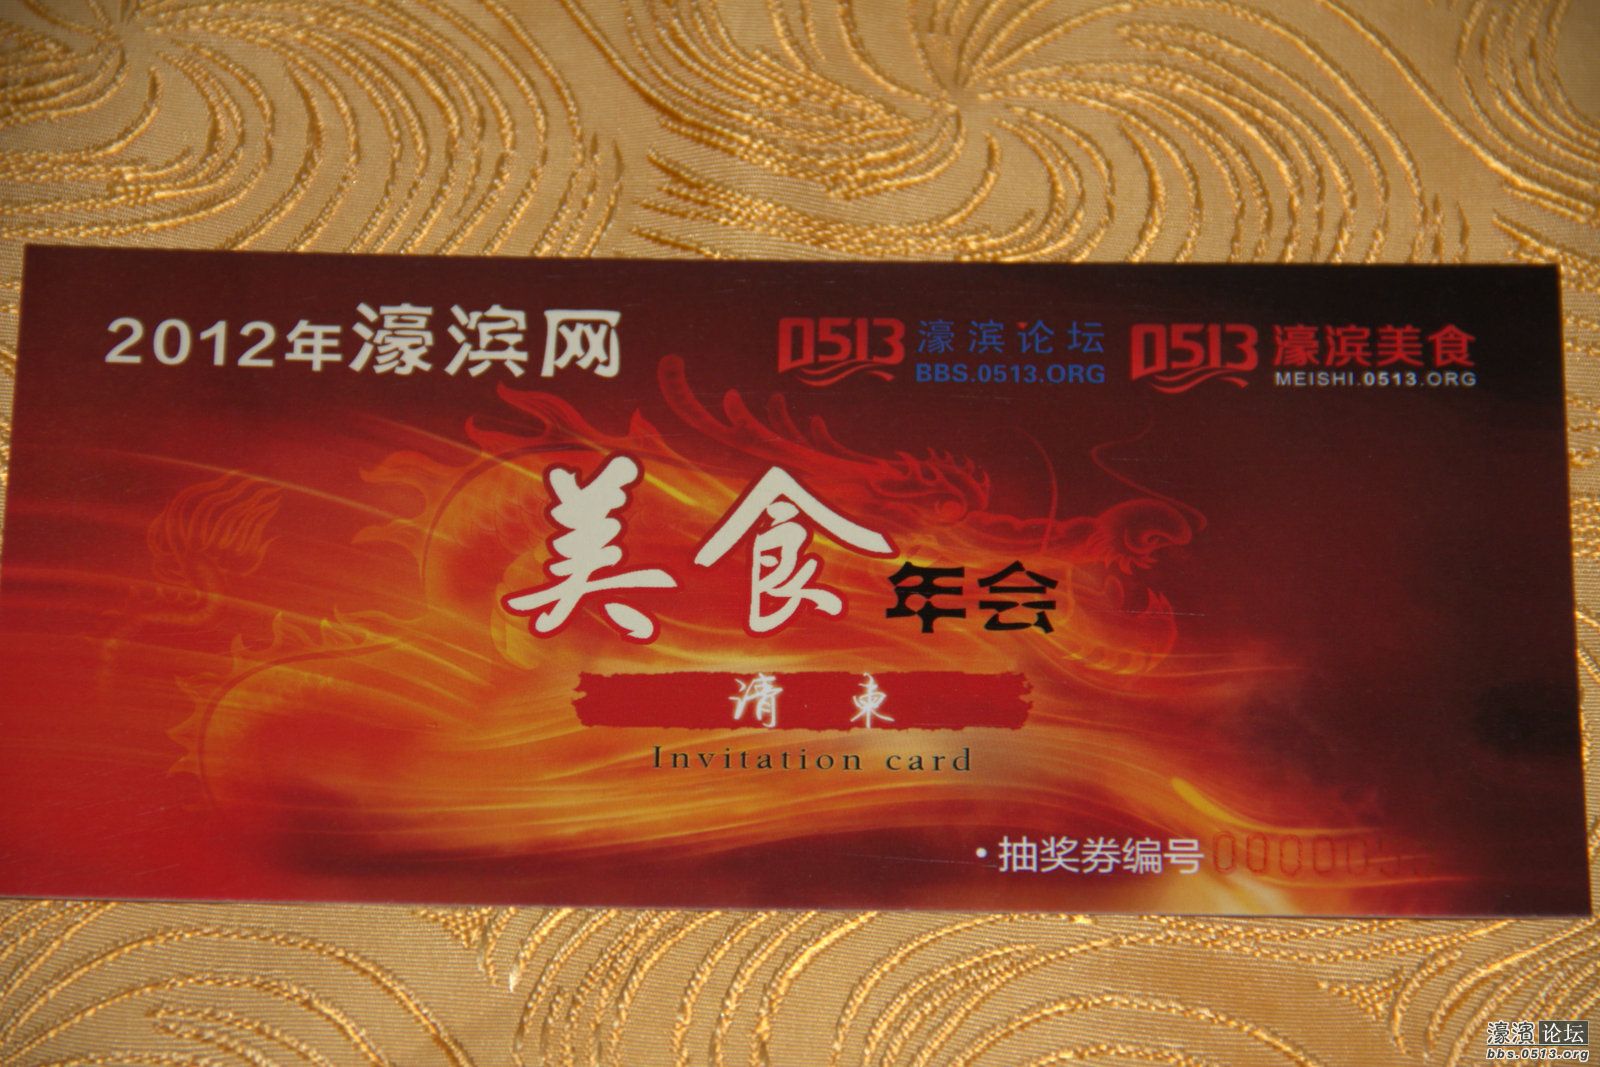 2012年濠滨网
0513 濠滨论坛
BBS.0513.ORG
0513 濠滨美食
MEISHI.0513.ORG
美食年会
请柬
Invitation card
·抽奖券编号
濠濱论坛
bbs.0513.org